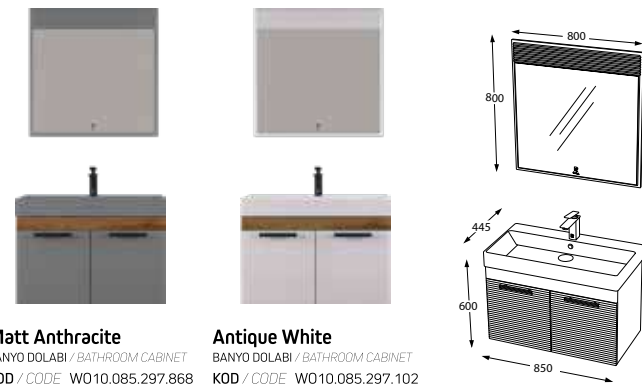 800
800
445
600
850
Matt Anthracite
BANYO DOLABI / BATHROOM CABINET
KOD / CODE WO10.085.297.868
Antique White
BANYO DOLABI / BATHROOM CABINET
KOD / CODE WO10.085.297.102